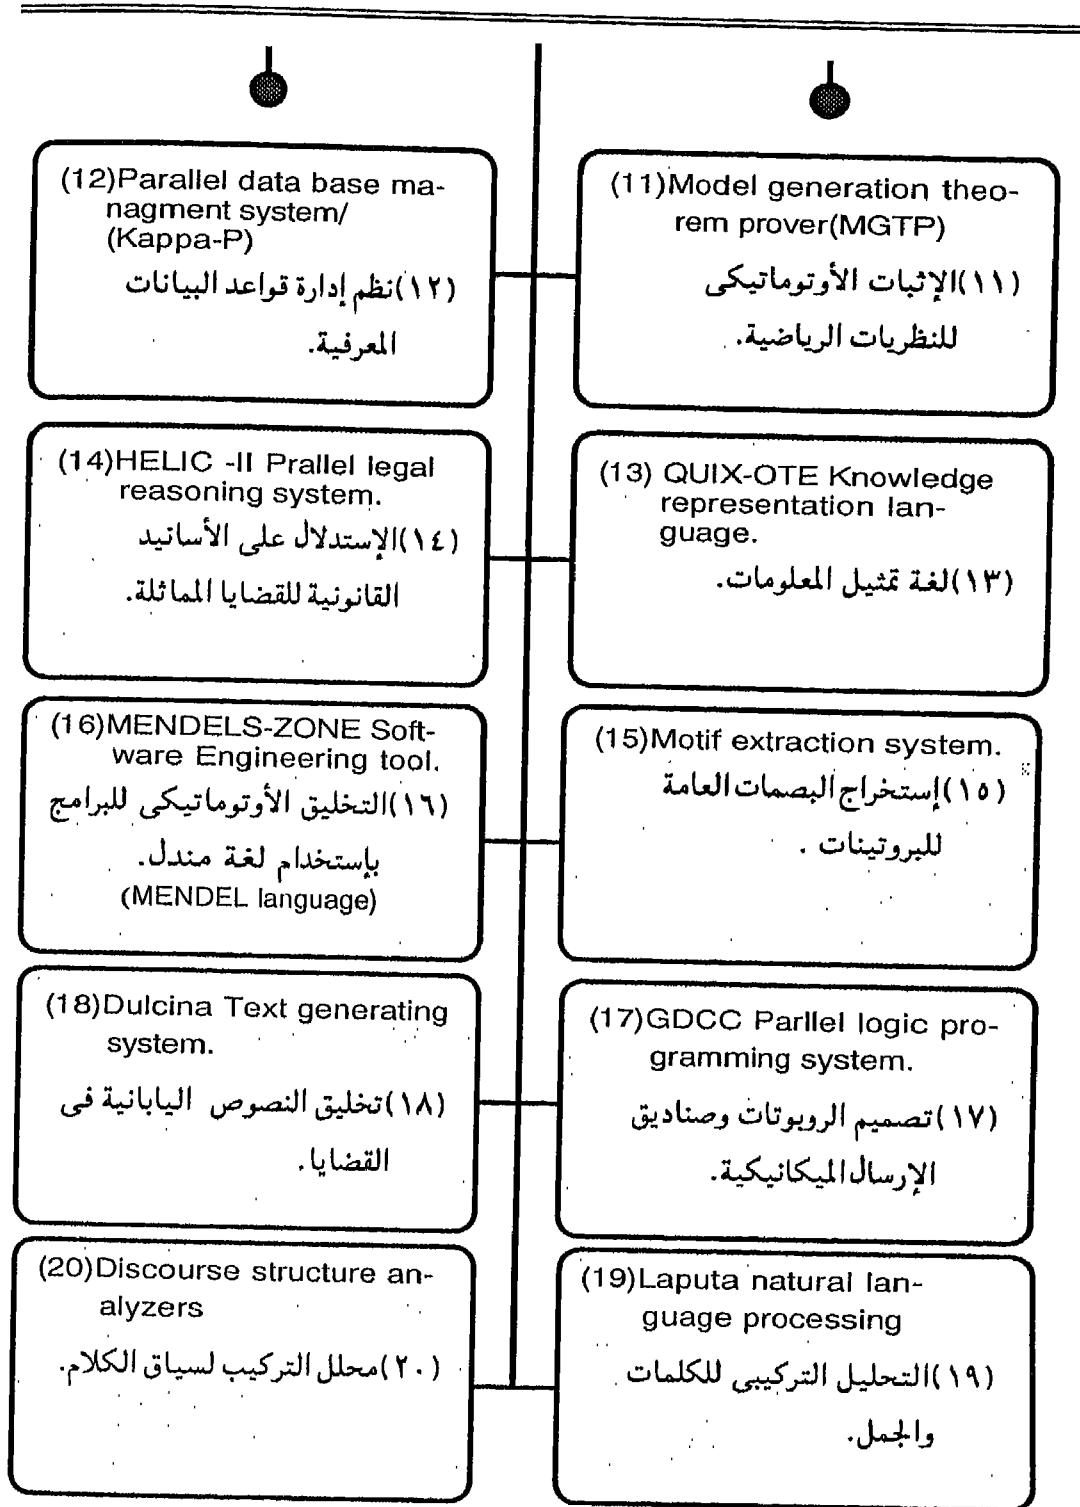 (11)Model generation theo-
rem prover(MGTP)
(١١)الإثبات الأوتوماتيكى
للنظريات الرياضية.
(12)Parallel data base ma-
nagment system/
(Kappa-P)
(١٢)نظم إدارة قواعد البيانات
المعرفية.
(13) QUIX-OTE Knowledge
representation lan-
guage.
(١٣)لغة تمثيل المعلومات.
(14)HELIC -II Prallel legal
reasoning system.
(١٤)الإستدلال على الأسانيد
القانونية للقضايا المماثلة.
(15)Motif extraction system.
(١٥)إستخراج البصمات العامة
للبروتينات .
(16)MENDELS-ZONE Soft-
ware Engineering tool.
(١٦)التخليق الأوتوماتيكى للبرامج
بإستخدام لغة مندل.
(MENDEL language)
(17)GDCC Parllel logic pro-
gramming system.
(١٧)تصميم الروبوتات وصناديق
الإرسال الميكانيكية.
(18)Dulcina Text generating
system.
(١٨)تخليق النصوص اليابانية فى
القضايا.
(19)Laputa natural lan-
guage processing
(١٩)التحليل التركيبى للكلمات
والجمل.
(20)Discourse structure an-
alyzers
(٢٠)محلل التركيب لسياق الكلام.